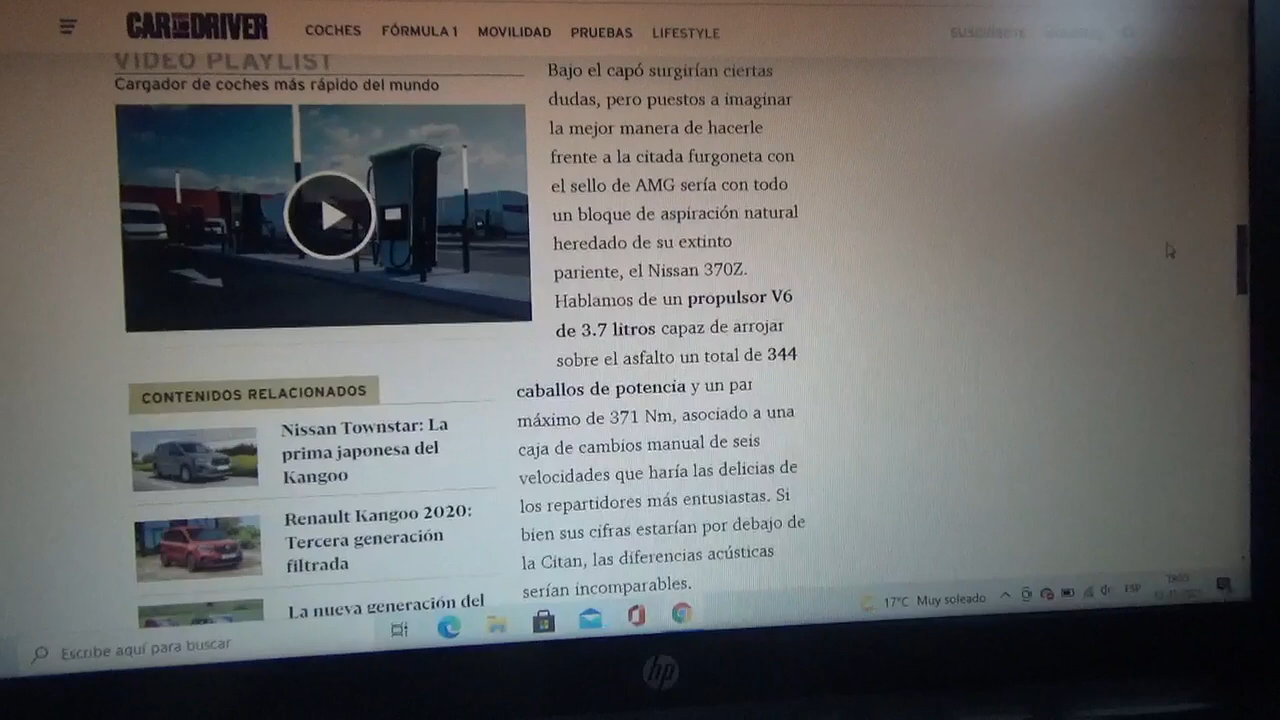 CAR AND DRIVER
COCHES
FÓRMULA 1
MOVILIDAD
PRUEBAS
LIFESTYLE
VIDEO PLAYLIST
Cargador de coches más rápido del mundo
CONTENIDOS RELACIONADOS
Nissan Townstar: La
prima japonesa del
Kangoo
Renault Kangoo 2020:
Tercera generación
filtrada
La nueva generación del
Bajo el capó surgirían ciertas
dudas, pero puestos a imaginar
la mejor manera de hacerle
frente a la citada furgoneta con
el sello de AMG sería con todo
un bloque de aspiración natural
heredado de su extinto
pariente, el Nissan 370Z.
Hablamos de un propulsor V6
de 3.7 litros capaz de arrojar
sobre el asfalto un total de 344
caballos de potencia y un par
máximo de 371 Nm, asociado a una
caja de cambios manual de seis
velocidades que haría las delicias de
los repartidores más entusiastas. Si
bien sus cifras estarían por debajo de
la Citan, las diferencias acústicas
serían incomparables.
Escribe aquí para buscar
17°C Muy soleado
ESP
hp